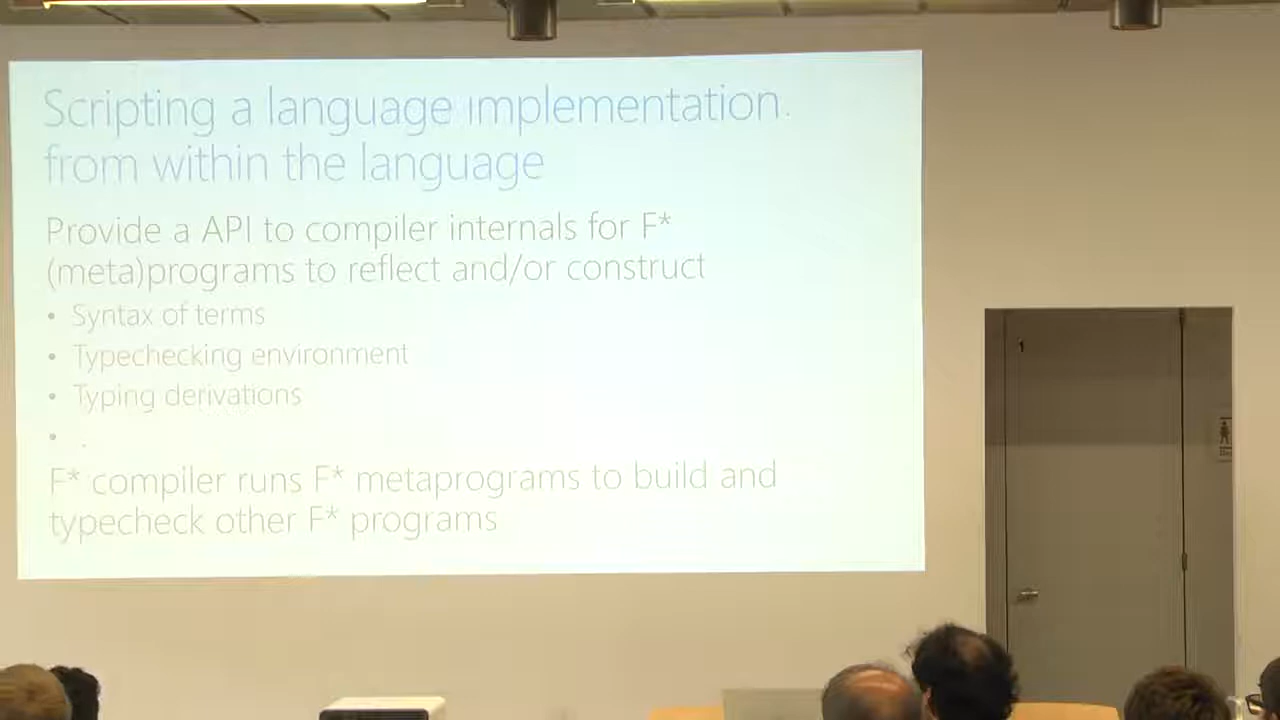 Scripting a language implementation
from within the language
Provide a API to compiler internals for F*
(meta)programs to reflect and/or construct
• Syntax of terms
• Typechecking environment
• Typing derivations
•
F* compiler runs F* metaprograms to build and
typecheck other F* programs
1